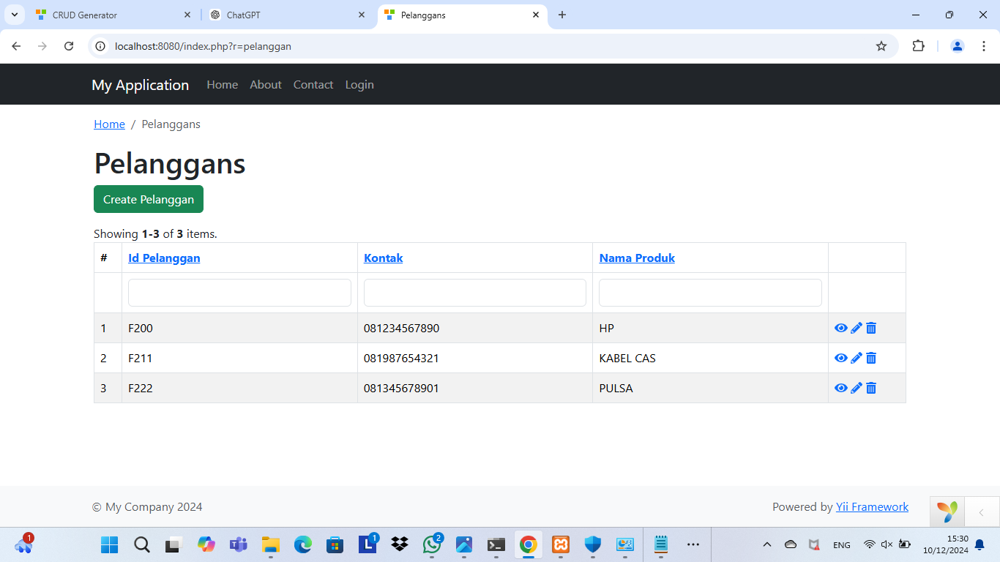 CRUD Generator
ChatGPT
Pelanggans
localhost:8080/index.php?r=pelanggan
My Application Home About Contact Login
Home / Pelanggans
Pelanggans
Create Pelanggan
Showing 1-3 of 3 items.
# Id Pelanggan Kontak Nama Produk
1 F200 081234567890 HP
2 F211 081987654321 KABEL CAS
3 F222 081345678901 PULSA
© My Company 2024 Powered by Yii Framework
1 L 1 2 ENG 15:30
10/12/2024